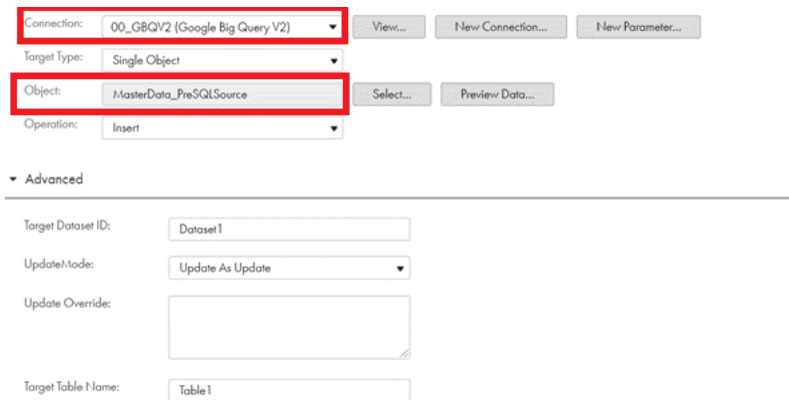 Connection: 00_GBQV2 (Google Big Query V2) View... New Connection... New Parameter...
Target Type: Single Object
Object: MasterData_PreSQLSource Select... Preview Data...
Operation: Insert
Advanced
Target Dataset ID: Dataset1
UpdateMode: Update As Update
Update Override:
Target Table Name: Table1